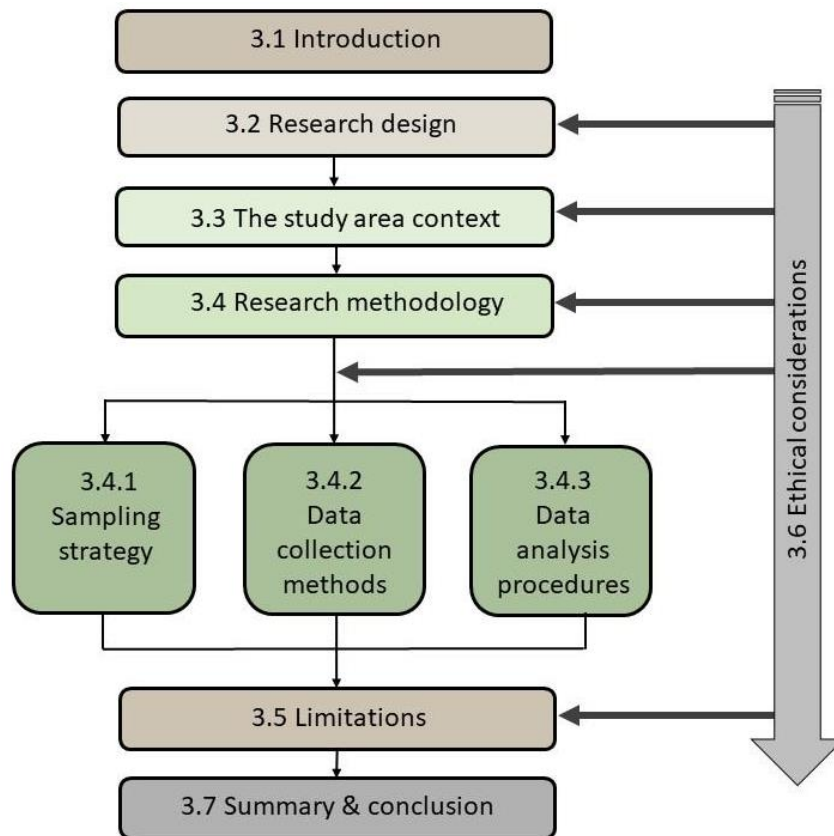 3.1 Introduction
3.2 Research design
3.3 The study area context
3.4 Research methodology
3.4.1
Sampling
strategy
3.4.2
Data
collection
methods
3.4.3
Data
analysis
procedures
3.5 Limitations
3.7 Summary & conclusion
3.6 Ethical considerations